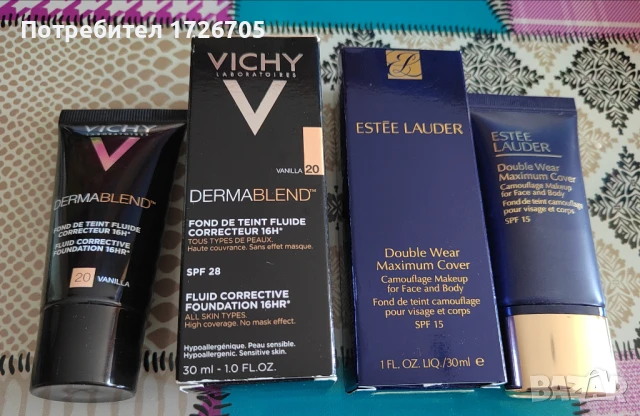 Потребител 1726705
VICHY
LABORATOIRES
DERMABLEND™
FOND DE TEINT FLUIDE
CORRECTEUR 16H*
FLUID CORRECTIVE
FOUNDATION 16HR*
20 VANILLA
VICHY
LABORATOIRES
VANILLA 20
DERMABLEND™
FOND DE TEINT FLUIDE
CORRECTEUR 16H*
TOUS TYPES DE PEAUX.
Haute couvrance. Sans effet masque.
SPF 28
FLUID CORRECTIVE
FOUNDATION 16HR*
ALL SKIN TYPES.
High coverage. No mask effect.
Hypoallergénique. Peau sensible.
Hypoallergenic. Sensitive skin.
30 ml - 1.0 FL.OZ.
ESTĒE LAUDER
Double Wear
Maximum Cover
Camouflage Makeup
for Face and Body
Fond de teint camouflage
pour visage et corps
SPF 15
1 FL. OZ. LIQ./30ml e
ESTĒE
LAUDER
Double Wear
Maximum Cover
Camouflage Makeup
for Face and Body
Fond de teint camouflage
pour visage et corps
SPF 15
BAZAR